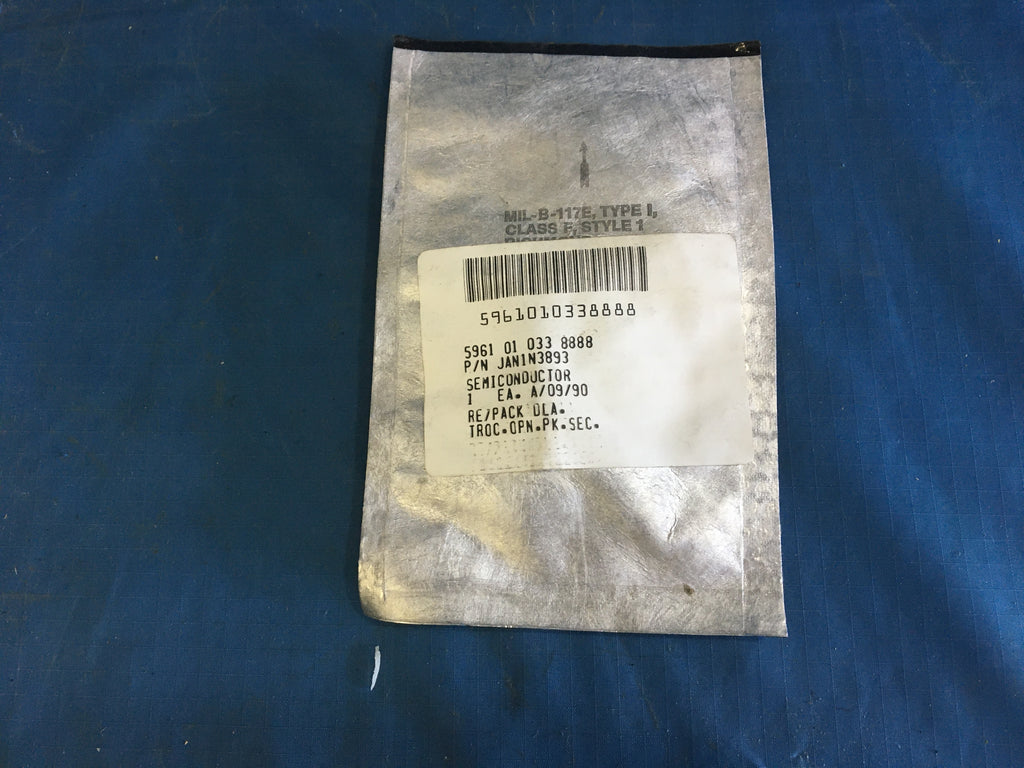 MIL-B-117E, TYPE I,
CLASS F, STYLE 1
5961010338888
5961 01 033 8888
P/N JAN1N3893
SEMICONDUCTOR
1 EA. A/09/90
RE/PACK DLA.
TROC.OPN.PK.SEC.